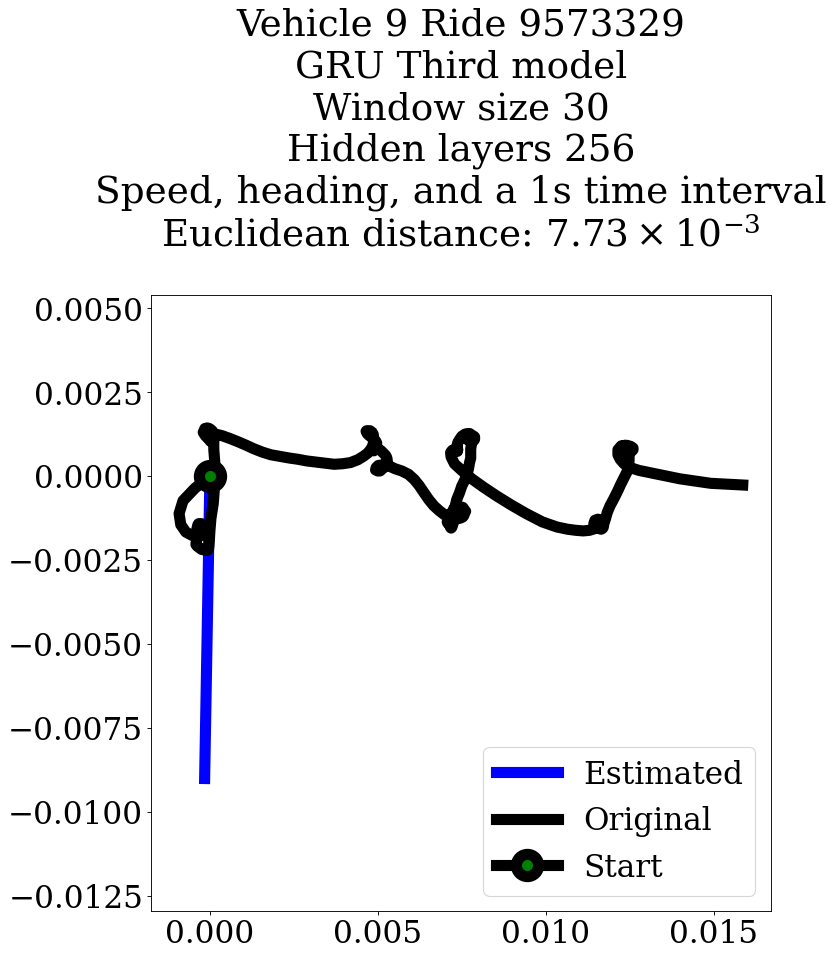 Vehicle 9 Ride 9573329
GRU Third model
Window size 30
Hidden layers 256
Speed, heading, and a 1s time interval
Euclidean distance: 7.73 × 10⁻³
0.0050
0.0025
0.0000
−0.0025
−0.0050
−0.0075
−0.0100
−0.0125
Estimated
Original
Start
0.000 0.005 0.010 0.015